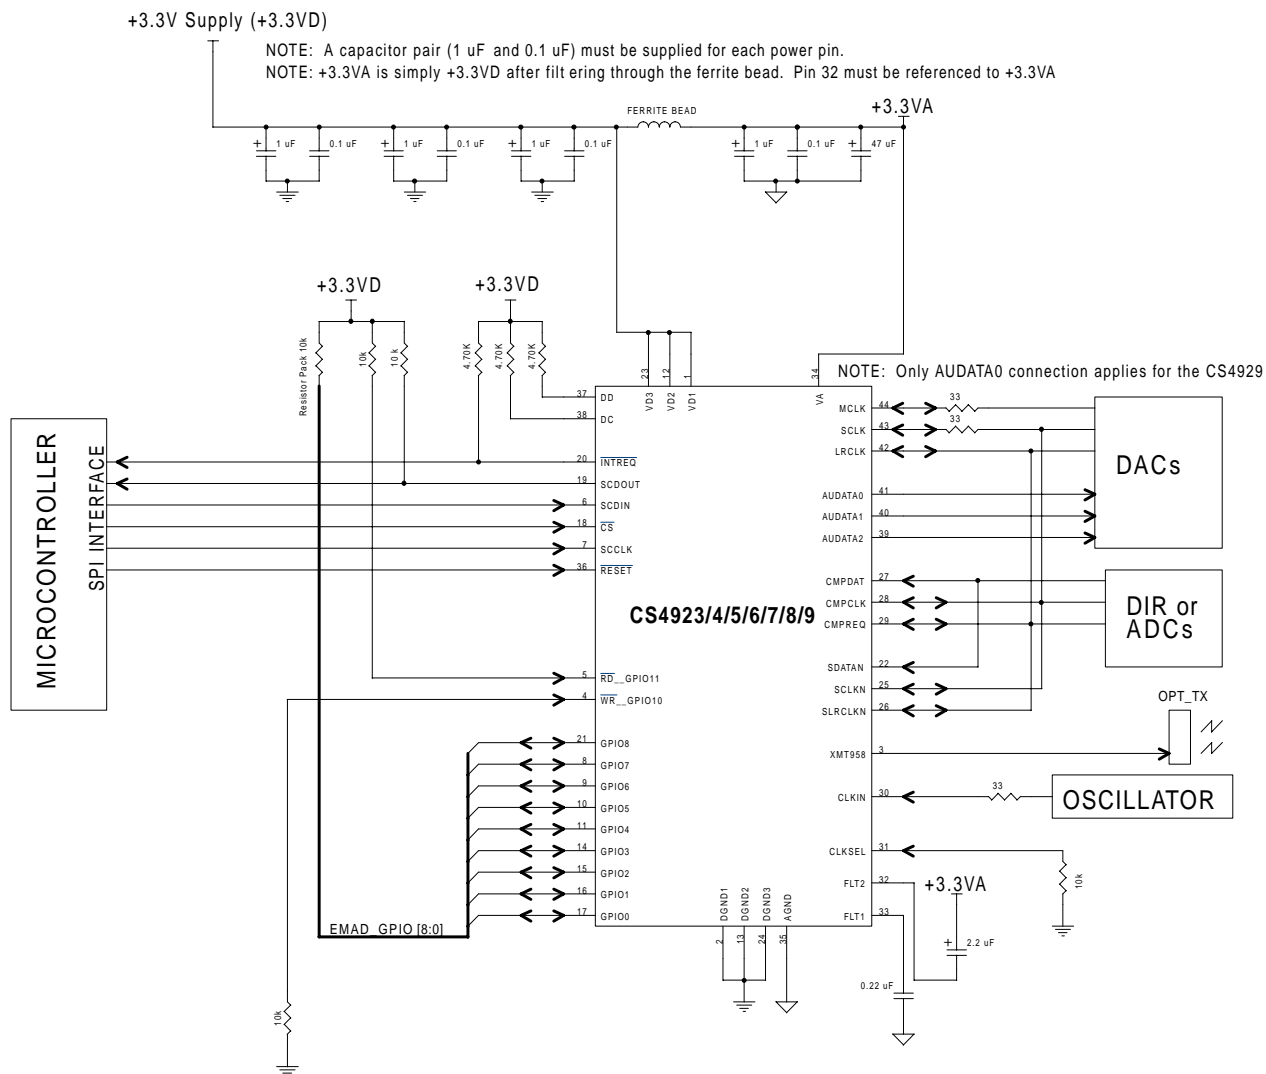 +3.3V Supply (+3.3VD)
NOTE: A capacitor pair (1 uF and 0.1 uF) must be supplied for each power pin.
NOTE: +3.3VA is simply +3.3VD after filt ering through the ferrite bead. Pin 32 must be referenced to +3.3VA
FERRITE BEAD
+3.3VA
+ 1 uF 0.1 uF + 1 uF 0.1 uF + 1 uF 0.1 uF + 1 uF 0.1 uF + 47 uF
+3.3VD
+3.3VD
Resistor Pack 10k
10k
10 k
4.70K
4.70K
4.70K
23
12
1
34
VD3
VD2
VD1
VA
NOTE: Only AUDATA0 connection applies for the CS4929
MICROCONTROLLER
SPI INTERFACE
37 DD
38 DC
20 INTREQ
19 SCDOUT
6 SCDIN
18 CS
7 SCCLK
36 RESET
CS4923/4/5/6/7/8/9
5 RD__GPIO11
4 WR__GPIO10
21 GPIO8
8 GPIO7
9 GPIO6
10 GPIO5
11 GPIO4
14 GPIO3
15 GPIO2
16 GPIO1
17 GPIO0
EMAD_GPIO [8:0]
10k
MCLK 44 33
SCLK 43 33
LRCLK 42
AUDATA0 41
AUDATA1 40
AUDATA2 39
DACs
CMPDAT 27
CMPCLK 28
CMPREQ 29
DIR or
ADCs
SDATAN 22
SCLKN 25
SLRCLKN 26
OPT_TX
XMT958 3
CLKIN 30 33
OSCILLATOR
CLKSEL 31
10k
FLT2 32
+3.3VA
FLT1 33
+ 2.2 uF
0.22 uF
DGND1
DGND2
DGND3
AGND
2
13
24
35